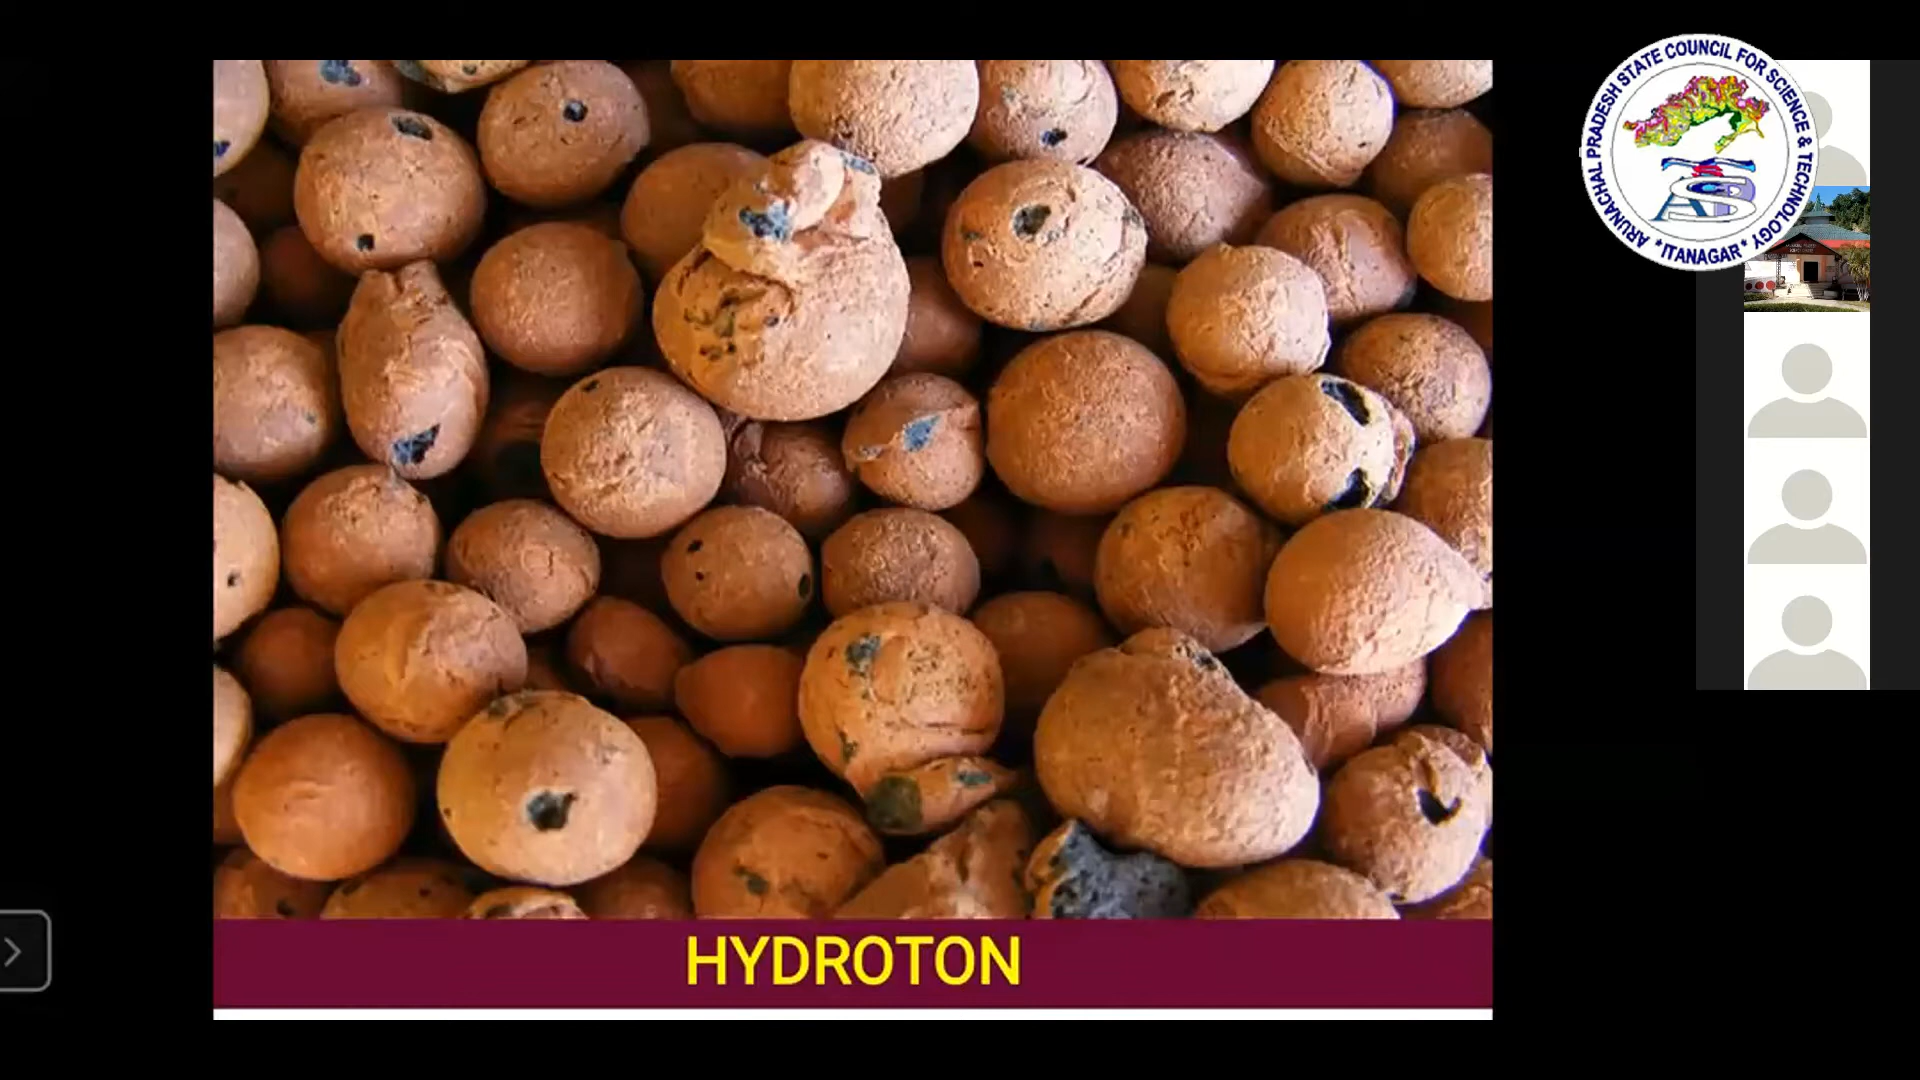 HYDROTON
ARUNACHAL PRADESH STATE COUNCIL FOR SCIENCE & TECHNOLOGY
* ITANAGAR *